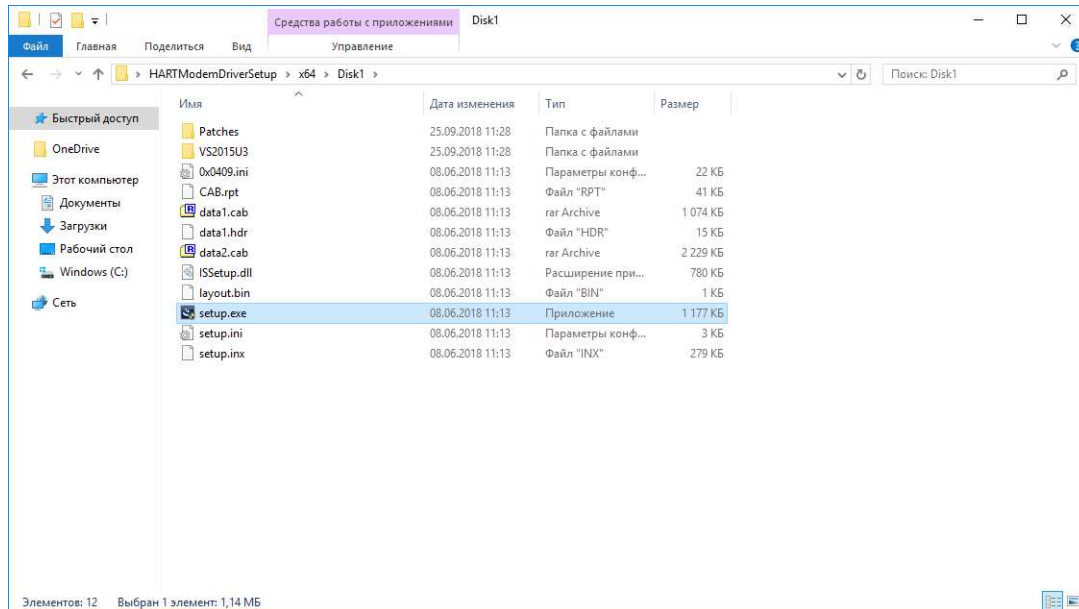 Средства работы с приложениями Disk1
Файл Главная Поделиться Вид Управление
HARTModemDriverSetup › x64 › Disk1 › Поиск: Disk1
Имя Дата изменения Тип Размер
Быстрый доступ
OneDrive
Этот компьютер
Документы
Загрузки
Рабочий стол
Windows (C:)
Сеть
Patches 25.09.2018 11:28 Папка с файлами
VS2015U3 25.09.2018 11:28 Папка с файлами
0x0409.ini 08.06.2018 11:13 Параметры конф... 22 КБ
CAB.rpt 08.06.2018 11:13 Файл "RPT" 41 КБ
data1.cab 08.06.2018 11:13 rar Archive 1 074 КБ
data1.hdr 08.06.2018 11:13 Файл "HDR" 15 КБ
data2.cab 08.06.2018 11:13 rar Archive 2 229 КБ
ISSetup.dll 08.06.2018 11:13 Расширение при... 780 КБ
layout.bin 08.06.2018 11:13 Файл "BIN" 1 КБ
setup.exe 08.06.2018 11:13 Приложение 1 177 КБ
setup.ini 08.06.2018 11:13 Параметры конф... 3 КБ
setup.inx 08.06.2018 11:13 Файл "INX" 279 КБ
Элементов: 12 Выбран 1 элемент: 1,14 МБ